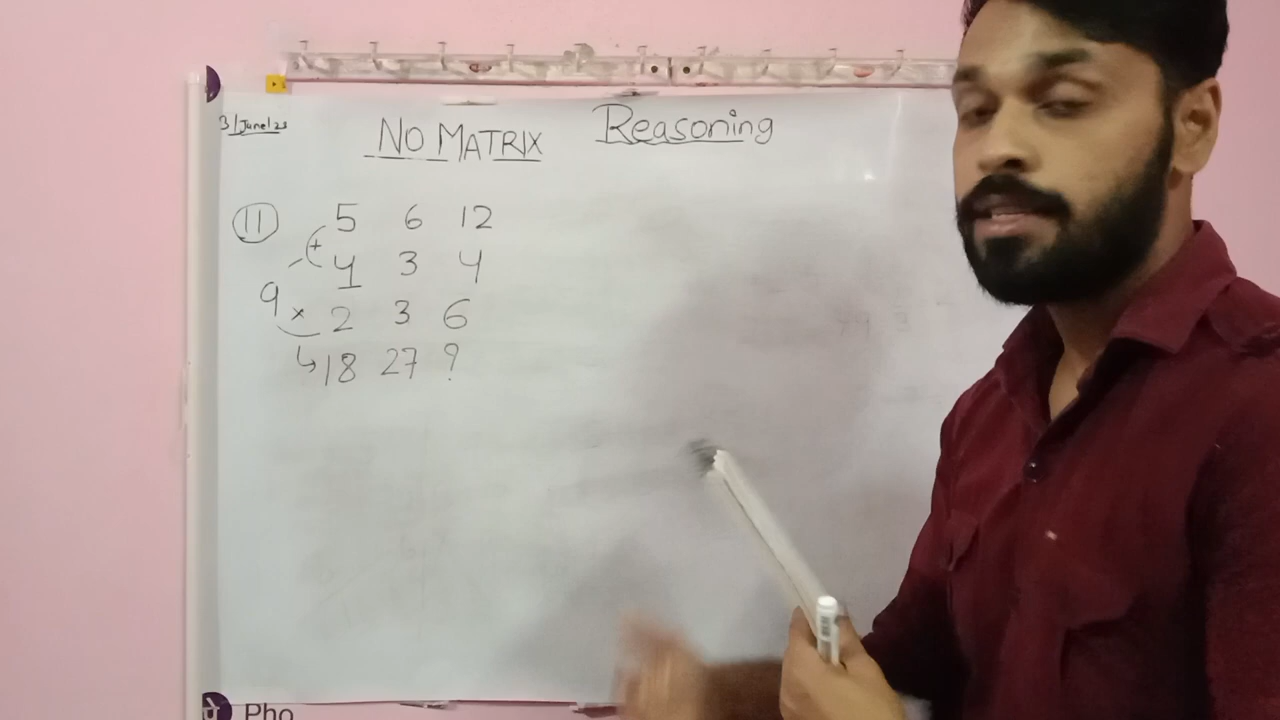 3/June/23
NO MATRIX Reasoning
11 5 6 12
+
4 3 4
9 × 2 3 6
↳ 18 27 ?
Pho